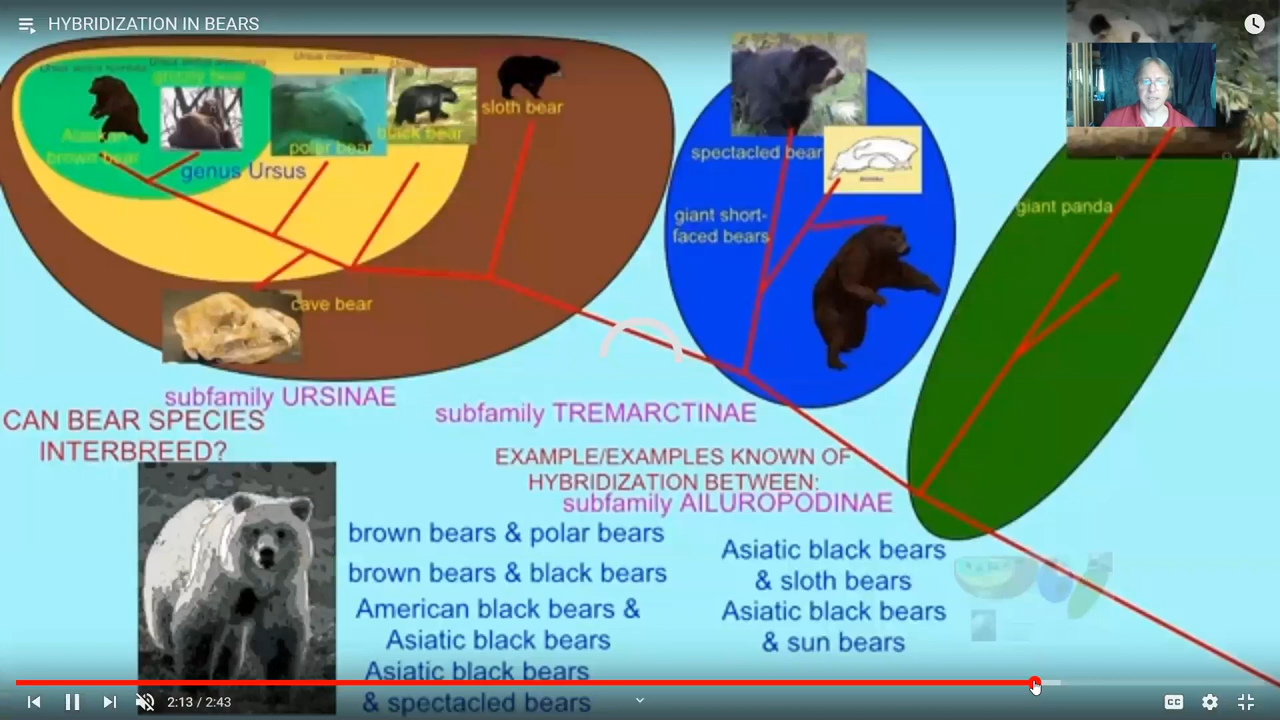 HYBRIDIZATION IN BEARS
grizzly bear
Alaskan
brown bear
polar bear
black bear
sloth bear
genus Ursus
cave bear
spectacled bear
giant short-
faced bears
giant panda
subfamily URSINAE
subfamily TREMARCTINAE
CAN BEAR SPECIES
INTERBREED?
EXAMPLE/EXAMPLES KNOWN OF
HYBRIDIZATION BETWEEN:
subfamily AILUROPODINAE
brown bears & polar bears
brown bears & black bears
American black bears &
Asiatic black bears
Asiatic black bears
& spectacled bears
Asiatic black bears
& sloth bears
Asiatic black bears
& sun bears
2:13 / 2:43
CC